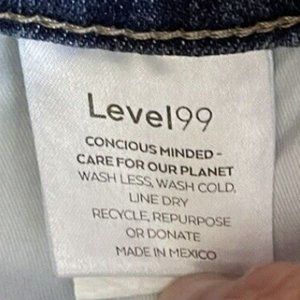 Level99
CONCIOUS MINDED -
CARE FOR OUR PLANET
WASH LESS, WASH COLD,
LINE DRY
RECYCLE, REPURPOSE
OR DONATE
MADE IN MEXICO